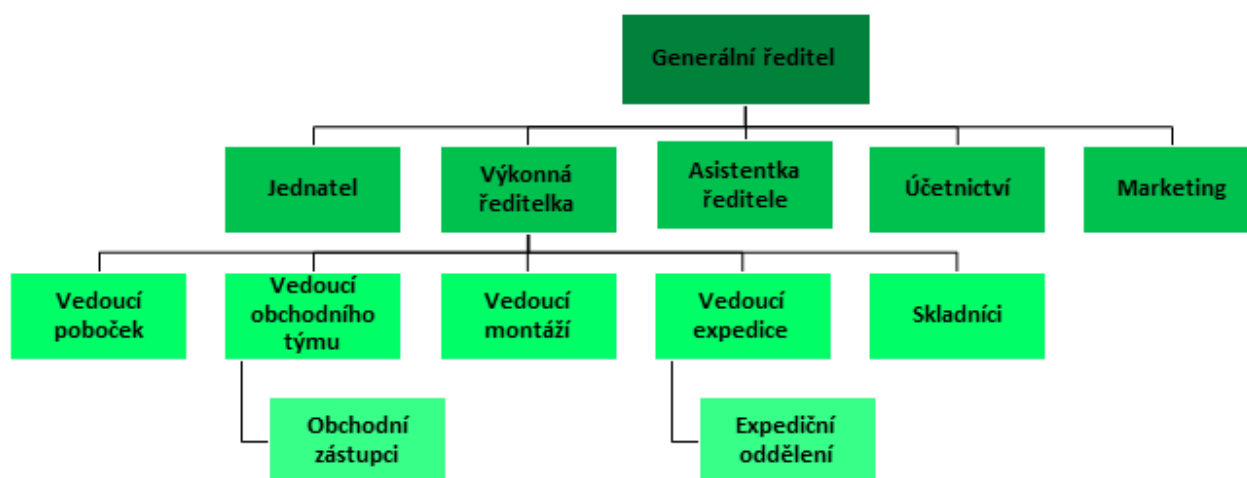 Generální ředitel
Jednatel
Výkonná
ředitelka
Asistentka
ředitele
Účetnictví
Marketing
Vedoucí
poboček
Vedoucí
obchodního
týmu
Vedoucí
montáží
Vedoucí
expedice
Skladníci
Obchodní
zástupci
Expediční
oddělení